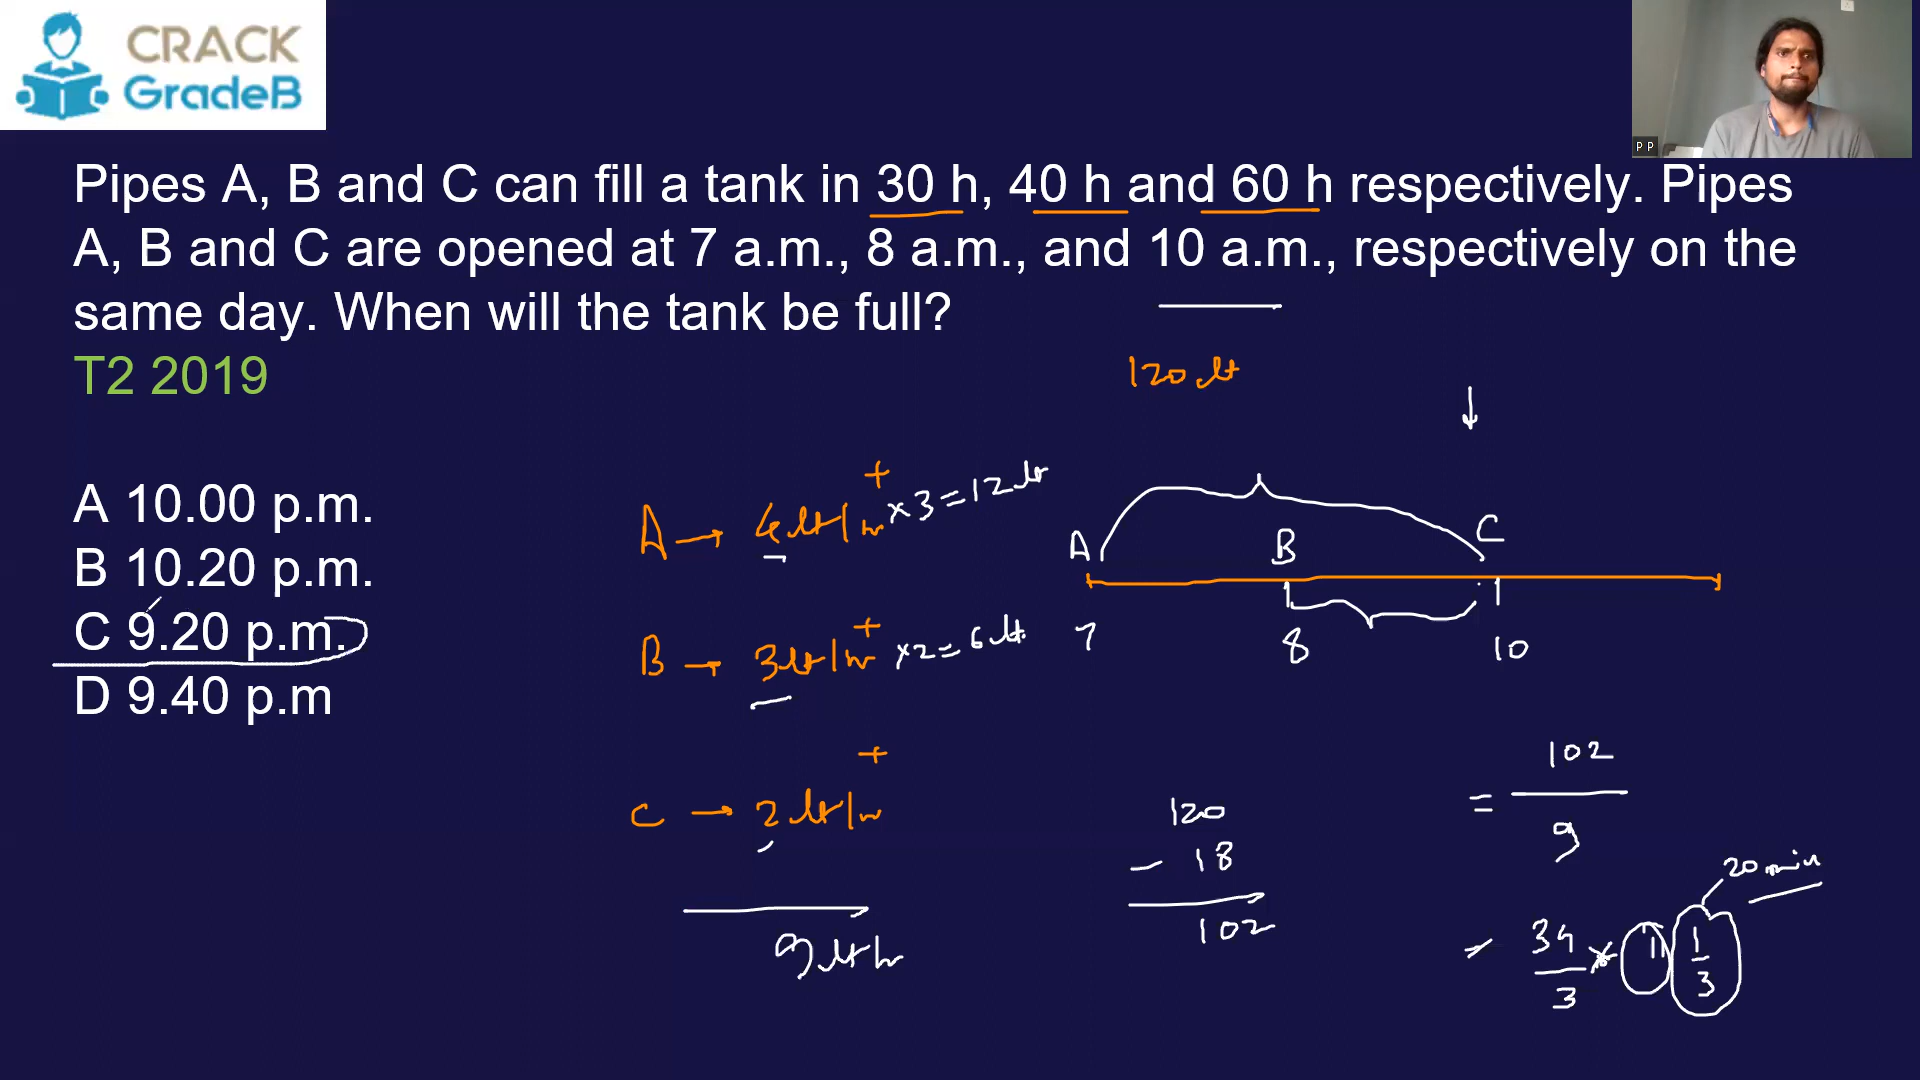 CRACK
GradeB
P P
Pipes A, B and C can fill a tank in 30 h, 40 h and 60 h respectively. Pipes
A, B and C are opened at 7 a.m., 8 a.m., and 10 a.m., respectively on the
same day. When will the tank be full?
T2 2019
120 lt
A 10.00 p.m.
B 10.20 p.m.
C 9.20 p.m.
D 9.40 p.m
A → 4 lt/hr × 3 = 12 lt
+
B → 3 lt/hr × 2 = 6 lt.
+
C → 2 lt/hr
+
9 lt hr
A B C
7 8 10
120
- 18
102
= 102
9
= 34
3
11 1
3
20 min